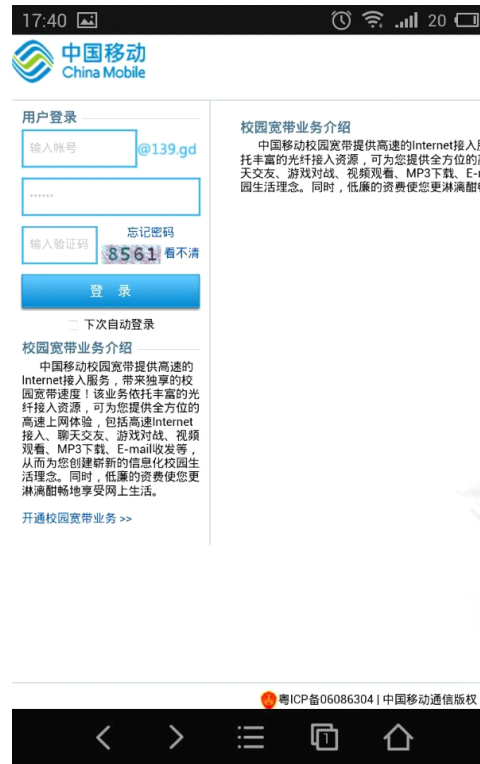 17:40
20
中国移动
China Mobile
用户登录
输入帐号
@139.gd
······
输入验证码
忘记密码
8561
看不清
登 录
下次自动登录
校园宽带业务介绍
中国移动校园宽带提供高速的
Internet接入服务，带来独享的校
园宽带速度！该业务依托丰富的光
纤接入资源，可为您提供全方位的
高速上网体验，包括高速Internet
接入、聊天交友、游戏对战、视频
观看、MP3下载、E-mail收发等，
从而为您创建崭新的信息化校园生
活理念。同时，低廉的资费使您更
淋漓酣畅地享受网上生活。
开通校园宽带业务 >>
校园宽带业务介绍
中国移动校园宽带提供高速的Internet接入
托丰富的光纤接入资源，可为您提供全方位的
天交友、游戏对战、视频观看、MP3下载、E-
园生活理念。同时，低廉的资费使您更淋漓酣
粤ICP备06086304 | 中国移动通信版权
1